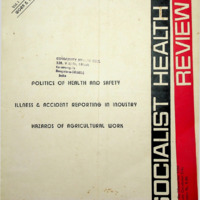 SOCIALIST HEALTH
REVIEW
POLITICS OF HEALTH AND SAFETY
ILLNESS & ACCIDENT REPORTING IN INDUSTRY
HAZARDS OF AGRICULTURAL WORK